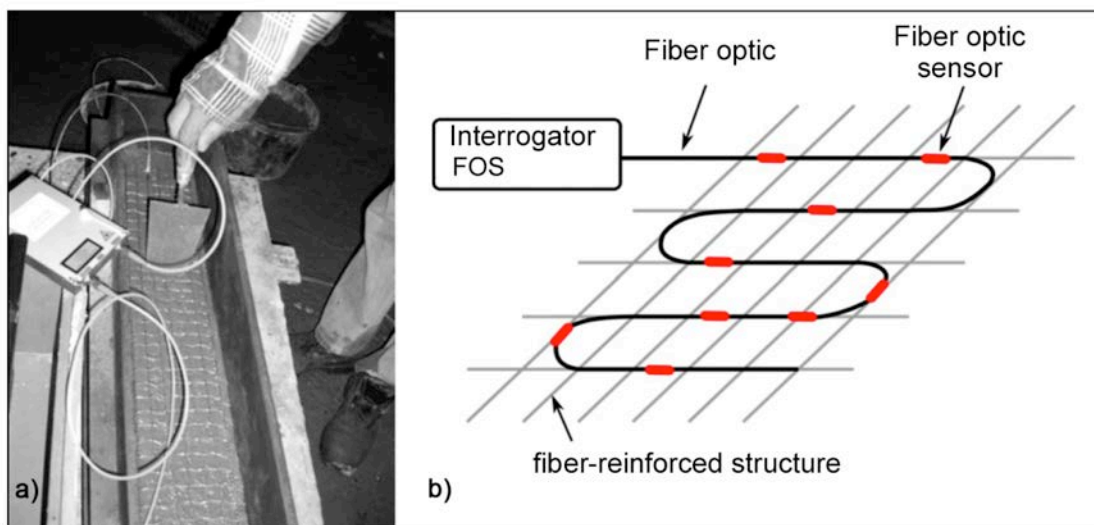 Fiber optic
Fiber optic
sensor
Interrogator
FOS
fiber-reinforced structure
a)
b)